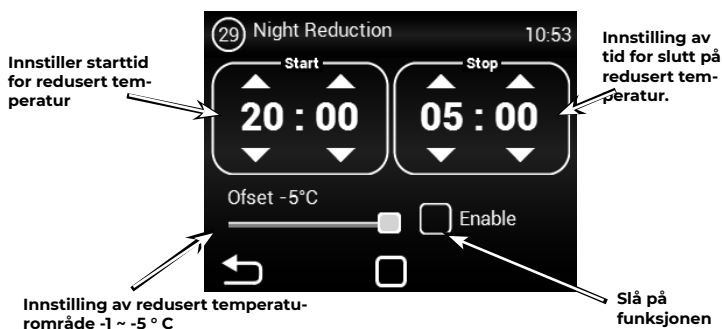 29 Night Reduction 10:53
Innstiller starttid
for redusert tem-
peratur
Innstilling av
tid for slutt på
redusert tem-
peratur.
Start
20 : 00
Stop
05 : 00
Ofset -5°C
Enable
Innstilling av redusert temperatu-
rområde -1 ~ -5 ° C
Slå på
funksjonen